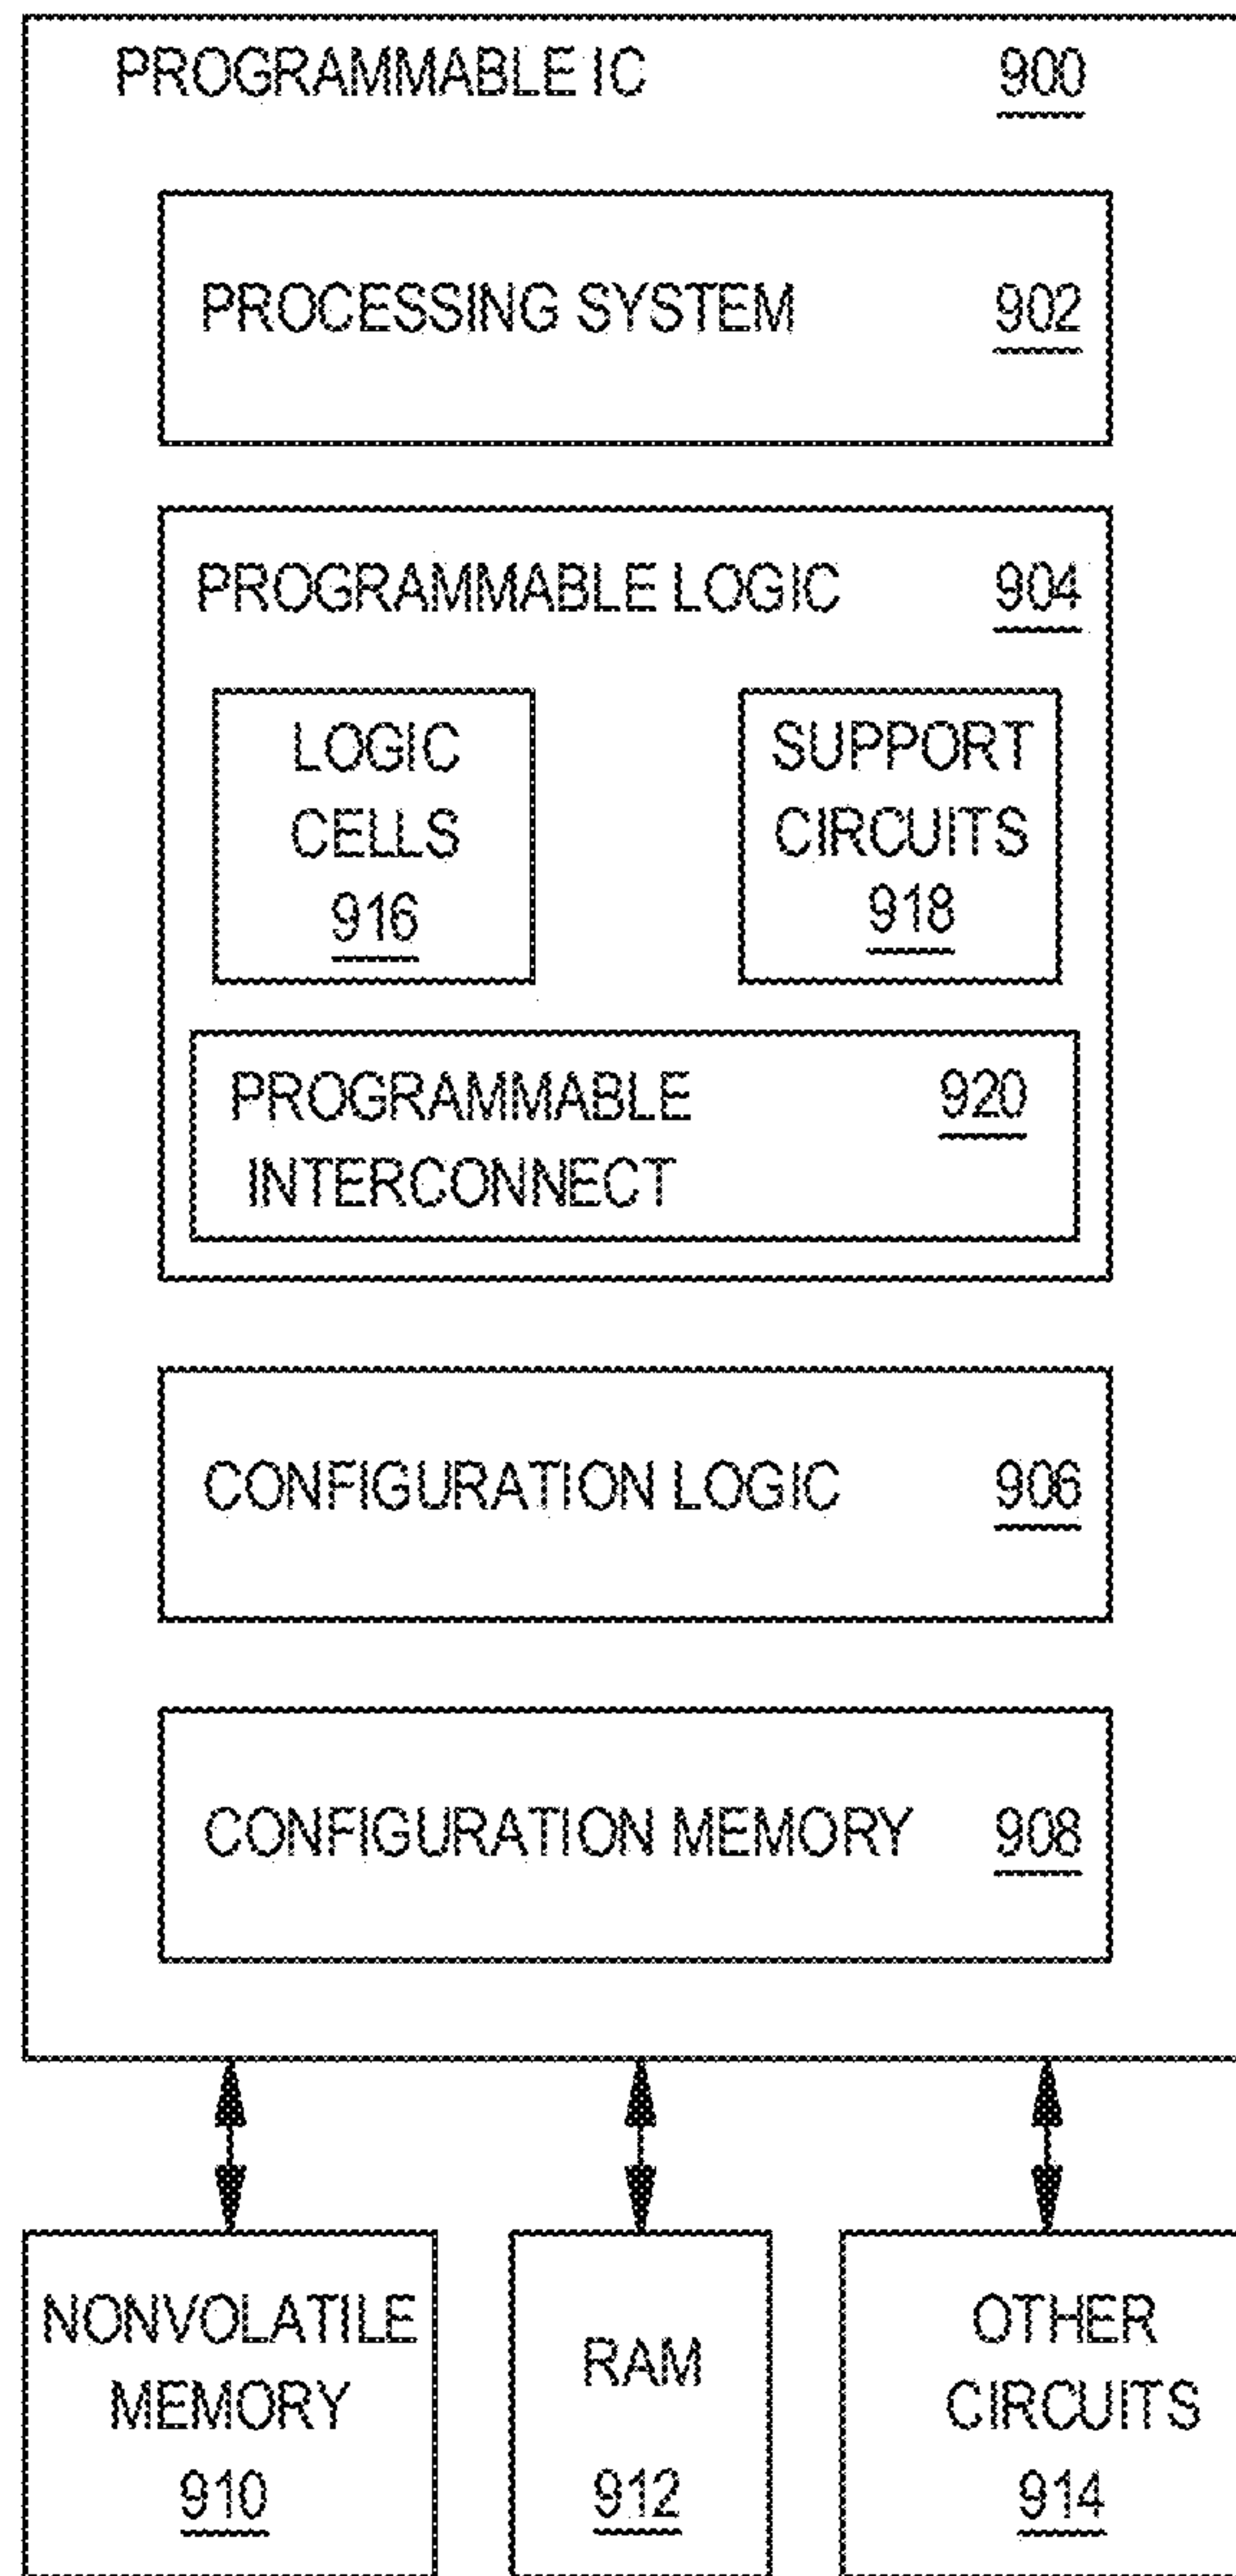 PROGRAMMABLE IC 900
PROCESSING SYSTEM 902
PROGRAMMABLE LOGIC 904
LOGIC
CELLS
916
SUPPORT
CIRCUITS
918
PROGRAMMABLE 920
INTERCONNECT
CONFIGURATION LOGIC 906
CONFIGURATION MEMORY 908
NONVOLATILE
MEMORY
910
RAM
912
OTHER
CIRCUITS
914